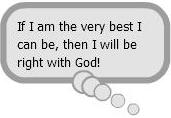 If I am the very best I
can be, then I will be
right with God!